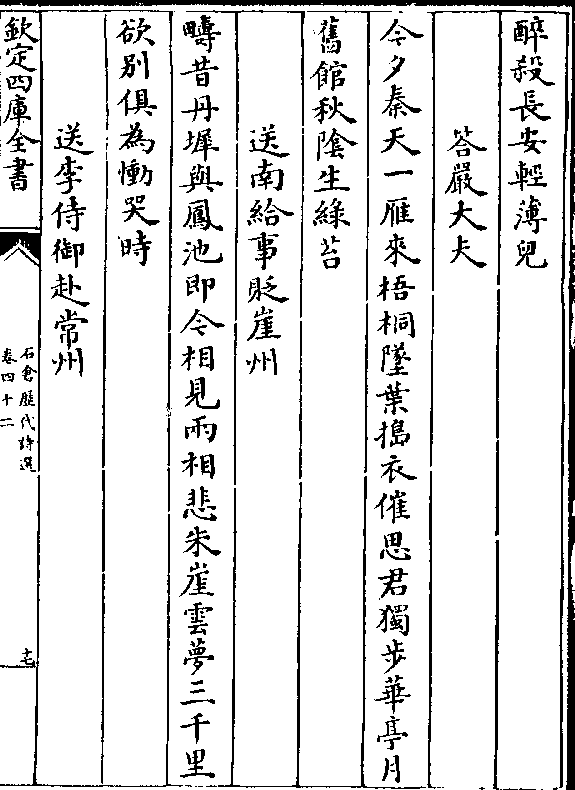 醉殺長安輕薄兒
答嚴大夫
今夕秦天一雁來梧桐墜葉搗衣催思君獨步華亭月
舊館秋陰生綠苔
送南給事貶崖州
疇昔丹墀與鳳池即今相見兩相悲朱崖雲夢三千里
欲別俱為慟哭時
送李侍御赴常州
欽定四庫全書
石倉歷代詩選
卷四十二
十七